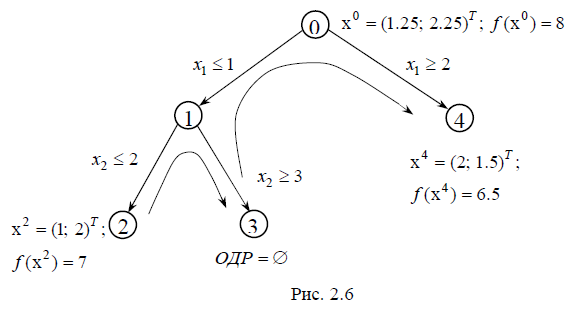 0
x⁰ = (1.25; 2.25)ᵀ; f(x⁰) = 8
x₁ ≤ 1
x₁ ≥ 2
1
4
x₂ ≤ 2
x₂ ≥ 3
x⁴ = (2; 1.5)ᵀ;
f(x⁴) = 6.5
x² = (1; 2)ᵀ;
2
3
f(x²) = 7
ОДР = ∅
Рис. 2.6